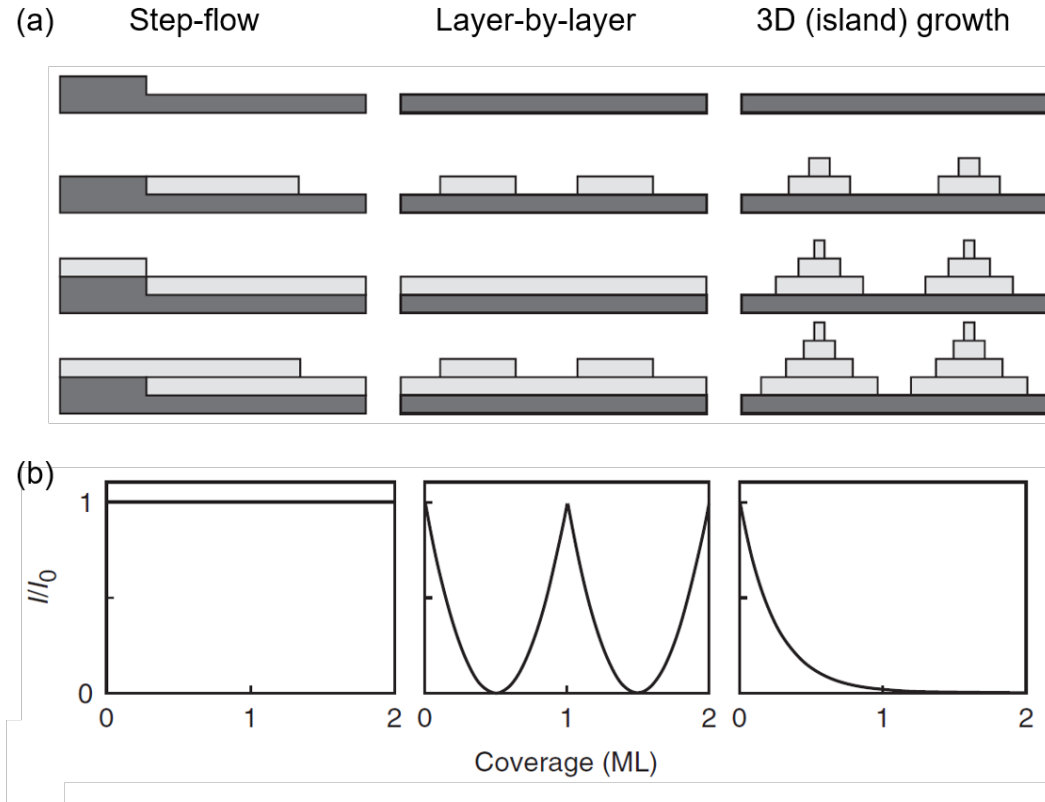 (a) Step-flow Layer-by-layer 3D (island) growth
(b)
1
I/I0
0
0 1 2 0 1 2 0 1 2
Coverage (ML)